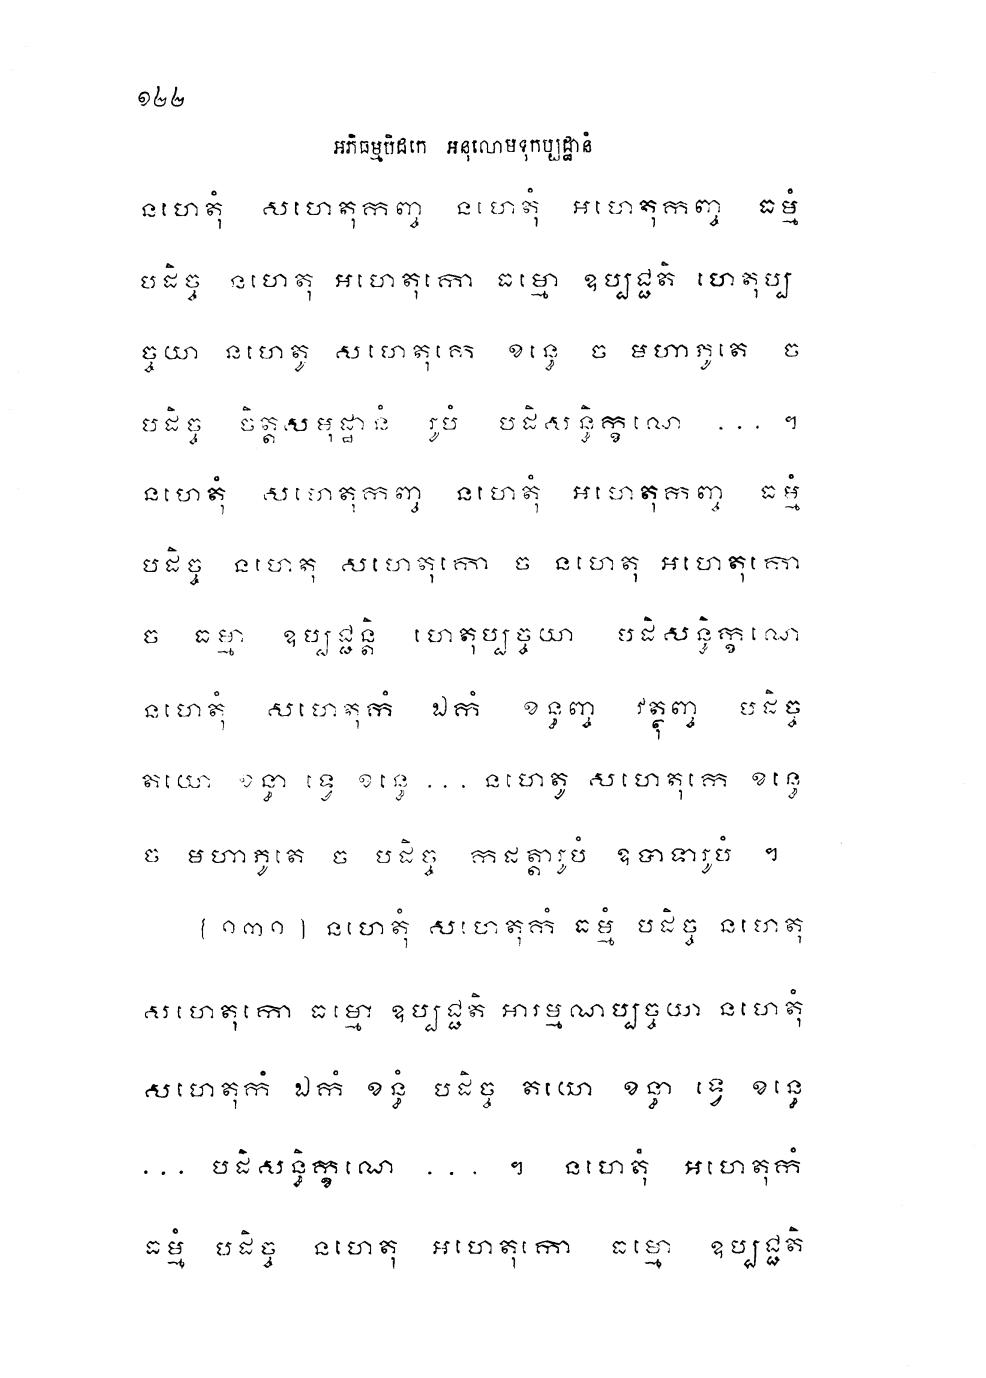 ១៤៤
អភិធម្មបិដកេ អនុលោមទុកប្បដ្ឋានំ
នហេតុំ សហេតុកញ្ច នហេតុំ អហេតុកញ្ច ធម្មំ
បដិច្ច នហេតុ អហេតុកោ ធម្មោ ឧប្បជ្ជតិ ហេតុប្ប
ច្ចយា នហេតូ សហេតុកេ ខន្ធេ ច មហាភូតេ ច
បដិច្ច ចិត្តសមុដ្ឋានំ រូបំ បដិសន្ធិក្ខណេ ... ។
នហេតុំ សហេតុកញ្ច នហេតុំ អហេតុកញ្ច ធម្មំ
បដិច្ច នហេតុ សហេតុកោ ច នហេតុ អហេតុកោ
ច ធម្មា ឧប្បជ្ជន្តិ ហេតុប្បច្ចយា បដិសន្ធិក្ខណេ
នហេតុំ សហេតុកំ ឯកំ ខន្ធញ្ច វត្ថុញ្ច បដិច្ច
តយោ ខន្ធា ទ្វេ ខន្ធេ ... នហេតូ សហេតុកេ ខន្ធេ
ច មហាភូតេ ច បដិច្ច កដត្តារូបំ ឧបាទារូបំ ។
[១៣១] នហេតុំ សហេតុកំ ធម្មំ បដិច្ច នហេតុ
សហេតុកោ ធម្មោ ឧប្បជ្ជតិ អារម្មណប្បច្ចយា នហេតុំ
សហេតុកំ ឯកំ ខន្ធំ បដិច្ច តយោ ខន្ធា ទ្វេ ខន្ធេ
... បដិសន្ធិក្ខណេ ... ។ នហេតុំ អហេតុកំ
ធម្មំ បដិច្ច នហេតុ អហេតុកោ ធម្មោ ឧប្បជ្ជតិ